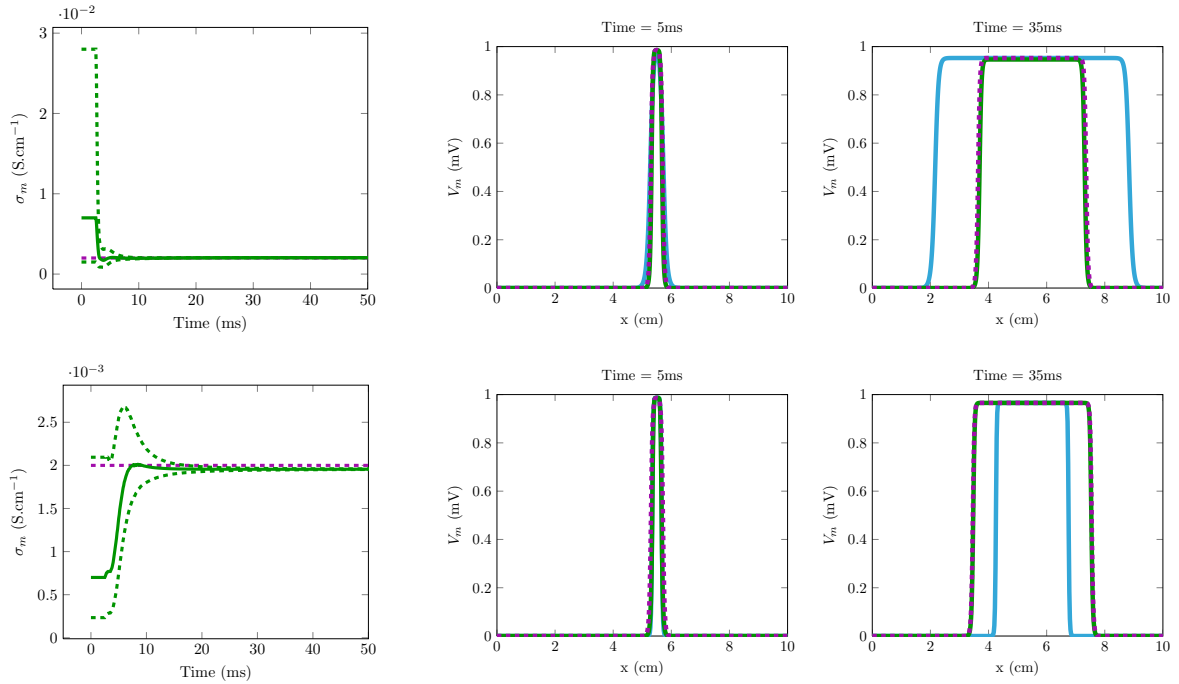 ·10⁻²
3
2
1
0
σₘ (S.cm⁻¹)
0 10 20 30 40 50
Time (ms)
Time = 5ms
1
0.8
0.6
0.4
0.2
0
Vₘ (mV)
0 2 4 6 8 10
x (cm)
Time = 35ms
1
0.8
0.6
0.4
0.2
0
Vₘ (mV)
0 2 4 6 8 10
x (cm)
·10⁻³
2.5
2
1.5
1
0.5
0
σₘ (S.cm⁻¹)
0 10 20 30 40 50
Time (ms)
Time = 5ms
1
0.8
0.6
0.4
0.2
0
Vₘ (mV)
0 2 4 6 8 10
x (cm)
Time = 35ms
1
0.8
0.6
0.4
0.2
0
Vₘ (mV)
0 2 4 6 8 10
x (cm)